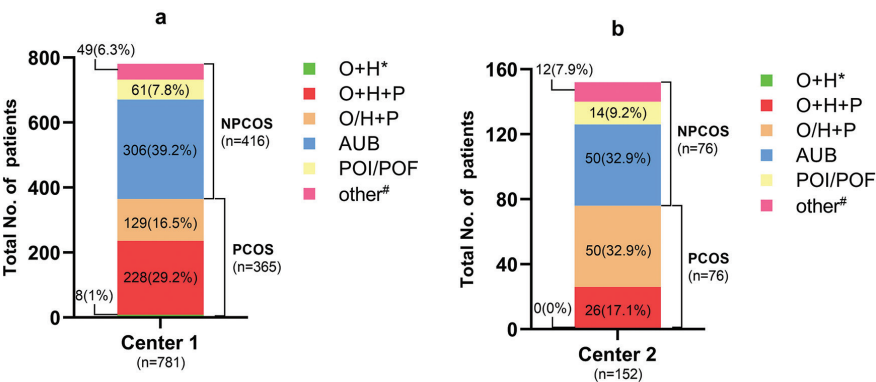 a
Total No. of patients
800
600
400
200
0
49(6.3%)
61(7.8%)
306(39.2%)
129(16.5%)
228(29.2%)
8(1%)
NPCOS
(n=416)
PCOS
(n=365)
Center 1
(n=781)
O+H*
O+H+P
O/H+P
AUB
POI/POF
other#
b
Total No. of patients
160
120
80
40
0
12(7.9%)
14(9.2%)
50(32.9%)
50(32.9%)
26(17.1%)
0(0%)
NPCOS
(n=76)
PCOS
(n=76)
Center 2
(n=152)
O+H*
O+H+P
O/H+P
AUB
POI/POF
other#